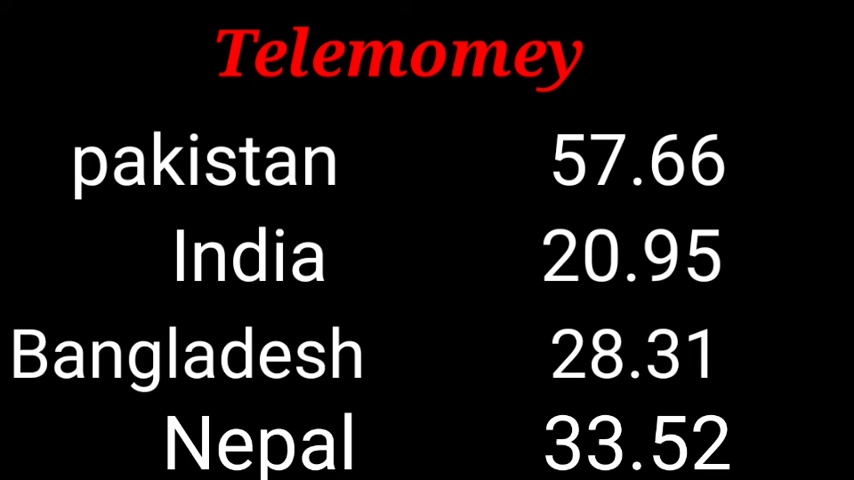 Telemomey
pakistan 57.66
India 20.95
Bangladesh 28.31
Nepal 33.52